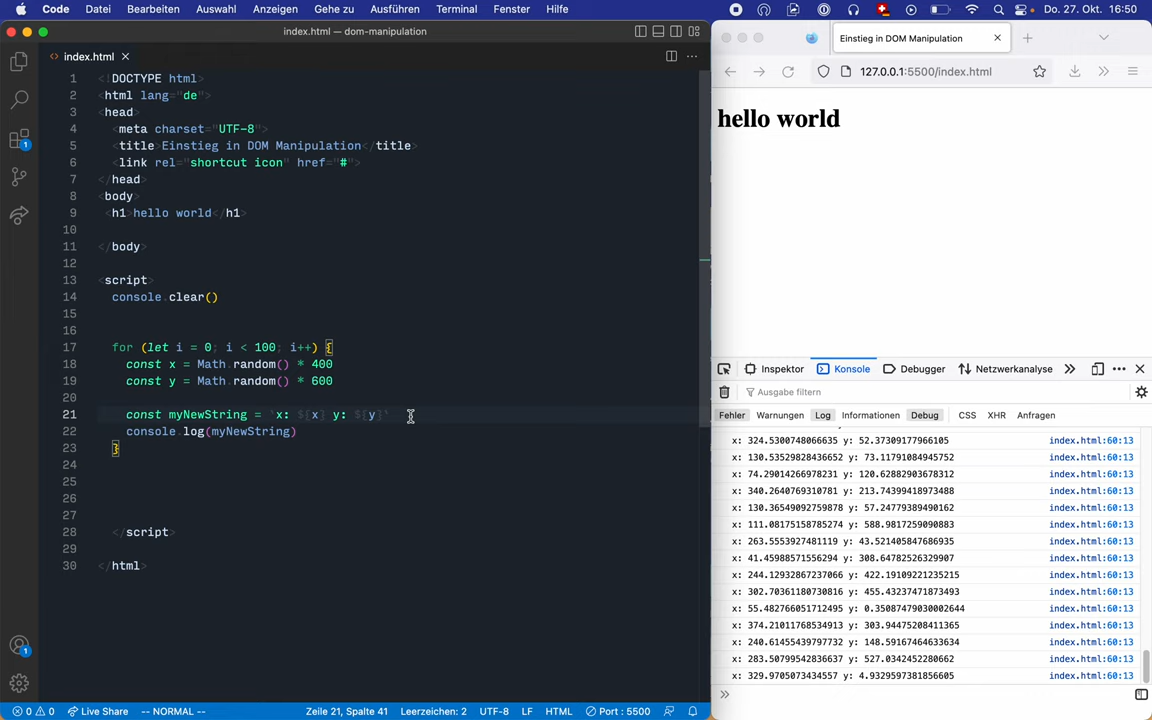 Code Datei Bearbeiten Auswahl Anzeigen Gehe zu Ausführen Terminal Fenster Hilfe Do. 27. Okt. 16:50
index.html — dom-manipulation
Einstieg in DOM Manipulation
index.html
127.0.0.1:5500/index.html
1 <!DOCTYPE html>
2 <html lang="de">
3 <head>
4 <meta charset="UTF-8">
5 <title>Einstieg in DOM Manipulation</title>
6 <link rel="shortcut icon" href="#">
7 </head>
8 <body>
9 <h1>hello world</h1>
10
11 </body>
12
13 <script>
14 console.clear()
15
16
17 for (let i = 0; i < 100; i++) {
18 const x = Math.random() * 400
19 const y = Math.random() * 600
20
21 const myNewString = `x: ${x} y: ${y}`
22 console.log(myNewString)
23 }
24
25
26
27
28 </script>
29
30 </html>
1
1
hello world
Inspektor Konsole Debugger Netzwerkanalyse
Ausgabe filtern
Fehler Warnungen Log Informationen Debug CSS XHR Anfragen
x: 324.5300748066635 y: 52.37309177966105 index.html:60:13
x: 130.53529828436652 y: 73.11791084945752 index.html:60:13
x: 74.29014266978231 y: 120.62882903678312 index.html:60:13
x: 340.2640769310781 y: 213.74399418973488 index.html:60:13
x: 130.36549092759878 y: 57.24779389490162 index.html:60:13
x: 111.08175158785274 y: 588.9817259090883 index.html:60:13
x: 263.5553927481119 y: 43.521405847686935 index.html:60:13
x: 41.45988571556294 y: 308.64782526329907 index.html:60:13
x: 244.12932867237066 y: 422.19109221235215 index.html:60:13
x: 302.70361180730816 y: 455.43237471873493 index.html:60:13
x: 55.482766051712495 y: 0.35087479030002644 index.html:60:13
x: 374.21011768534913 y: 303.94475208411365 index.html:60:13
x: 240.61455439797732 y: 148.59167464633634 index.html:60:13
x: 283.50799542836637 y: 527.0342452280662 index.html:60:13
x: 329.9705073434557 y: 4.9329597381856605 index.html:60:13
0 0 Live Share -- NORMAL -- Zeile 21, Spalte 41 Leerzeichen: 2 UTF-8 LF HTML Port : 5500